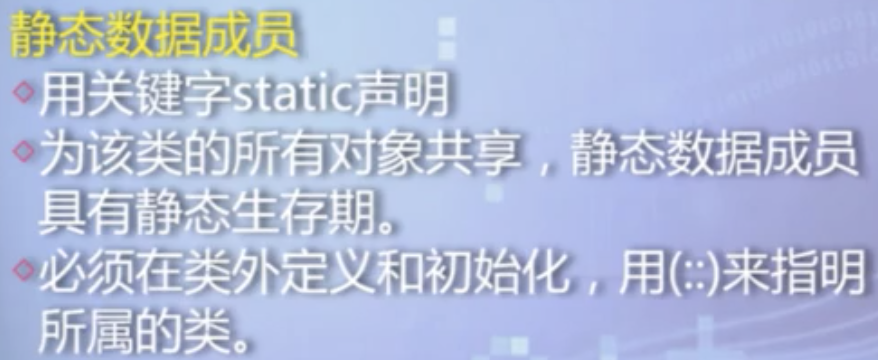 静态数据成员
◇用关键字static声明
◇为该类的所有对象共享，静态数据成员
具有静态生存期。
◇必须在类外定义和初始化，用(::)来指明
所属的类。